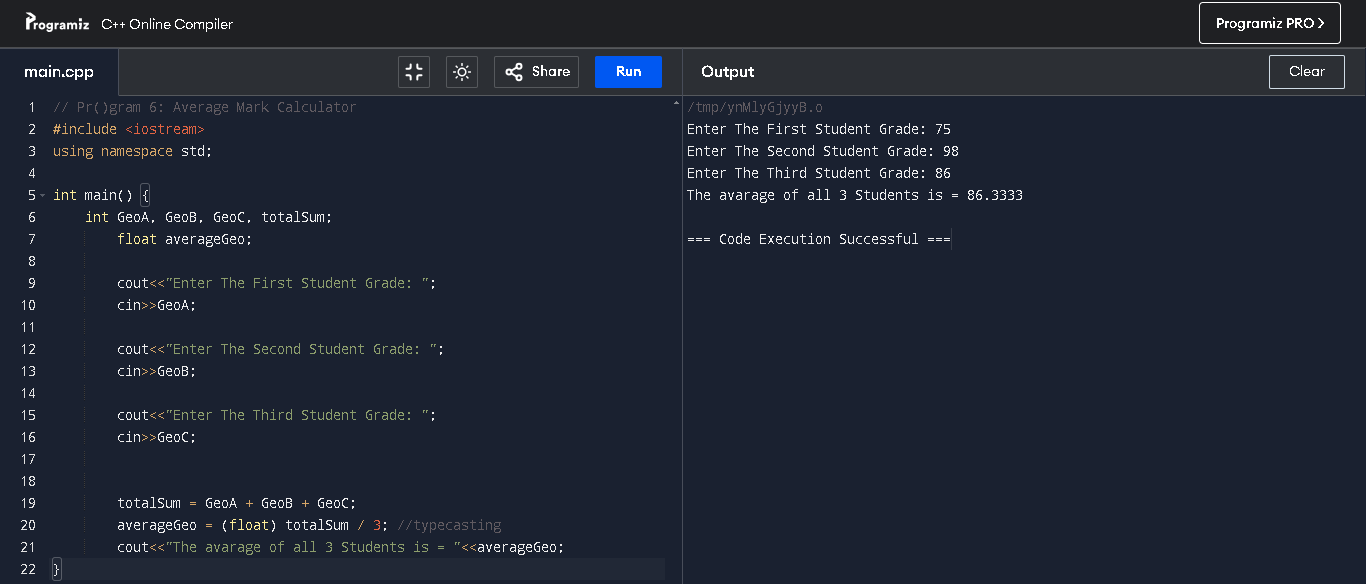 Programiz C++ Online Compiler
Programiz PRO >
main.cpp
Share
Run
Output
Clear
1 // Pr()gram 6: Average Mark Calculator
2 #include <iostream>
3 using namespace std;
4
5 int main() {
6 int GeoA, GeoB, GeoC, totalSum;
7 float averageGeo;
8
9 cout<<"Enter The First Student Grade: ";
10 cin>>GeoA;
11
12 cout<<"Enter The Second Student Grade: ";
13 cin>>GeoB;
14
15 cout<<"Enter The Third Student Grade: ";
16 cin>>GeoC;
17
18
19 totalSum = GeoA + GeoB + GeoC;
20 averageGeo = (float) totalSum / 3; //typecasting
21 cout<<"The avarage of all 3 Students is = "<<averageGeo;
22 }
/tmp/ynMlyGjyyB.o
Enter The First Student Grade: 75
Enter The Second Student Grade: 98
Enter The Third Student Grade: 86
The avarage of all 3 Students is = 86.3333
=== Code Execution Successful ===